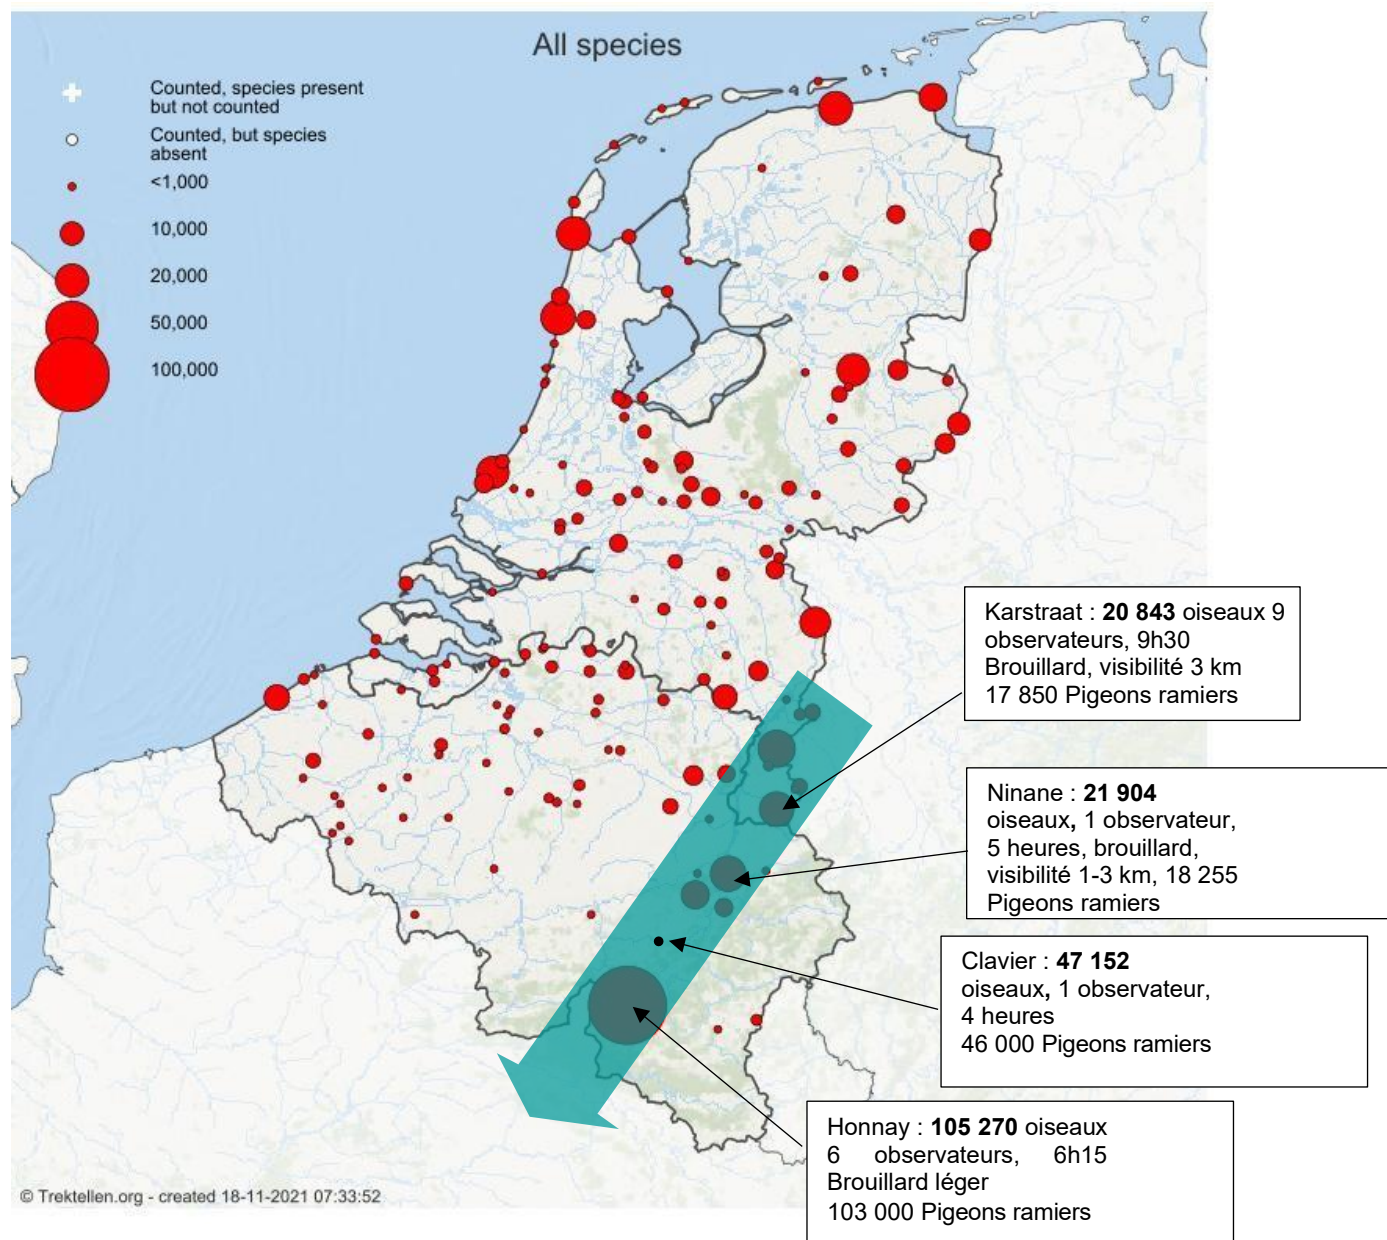 All species
Counted, species present
but not counted
Counted, but species
absent
<1,000
10,000
20,000
50,000
100,000
Karstraat : 20 843 oiseaux 9
observateurs, 9h30
Brouillard, visibilité 3 km
17 850 Pigeons ramiers
Ninane : 21 904
oiseaux, 1 observateur,
5 heures, brouillard,
visibilité 1-3 km, 18 255
Pigeons ramiers
Clavier : 47 152
oiseaux, 1 observateur,
4 heures
46 000 Pigeons ramiers
Honnay : 105 270 oiseaux
6 observateurs, 6h15
Brouillard léger
103 000 Pigeons ramiers
© Trektellen.org - created 18-11-2021 07:33:52